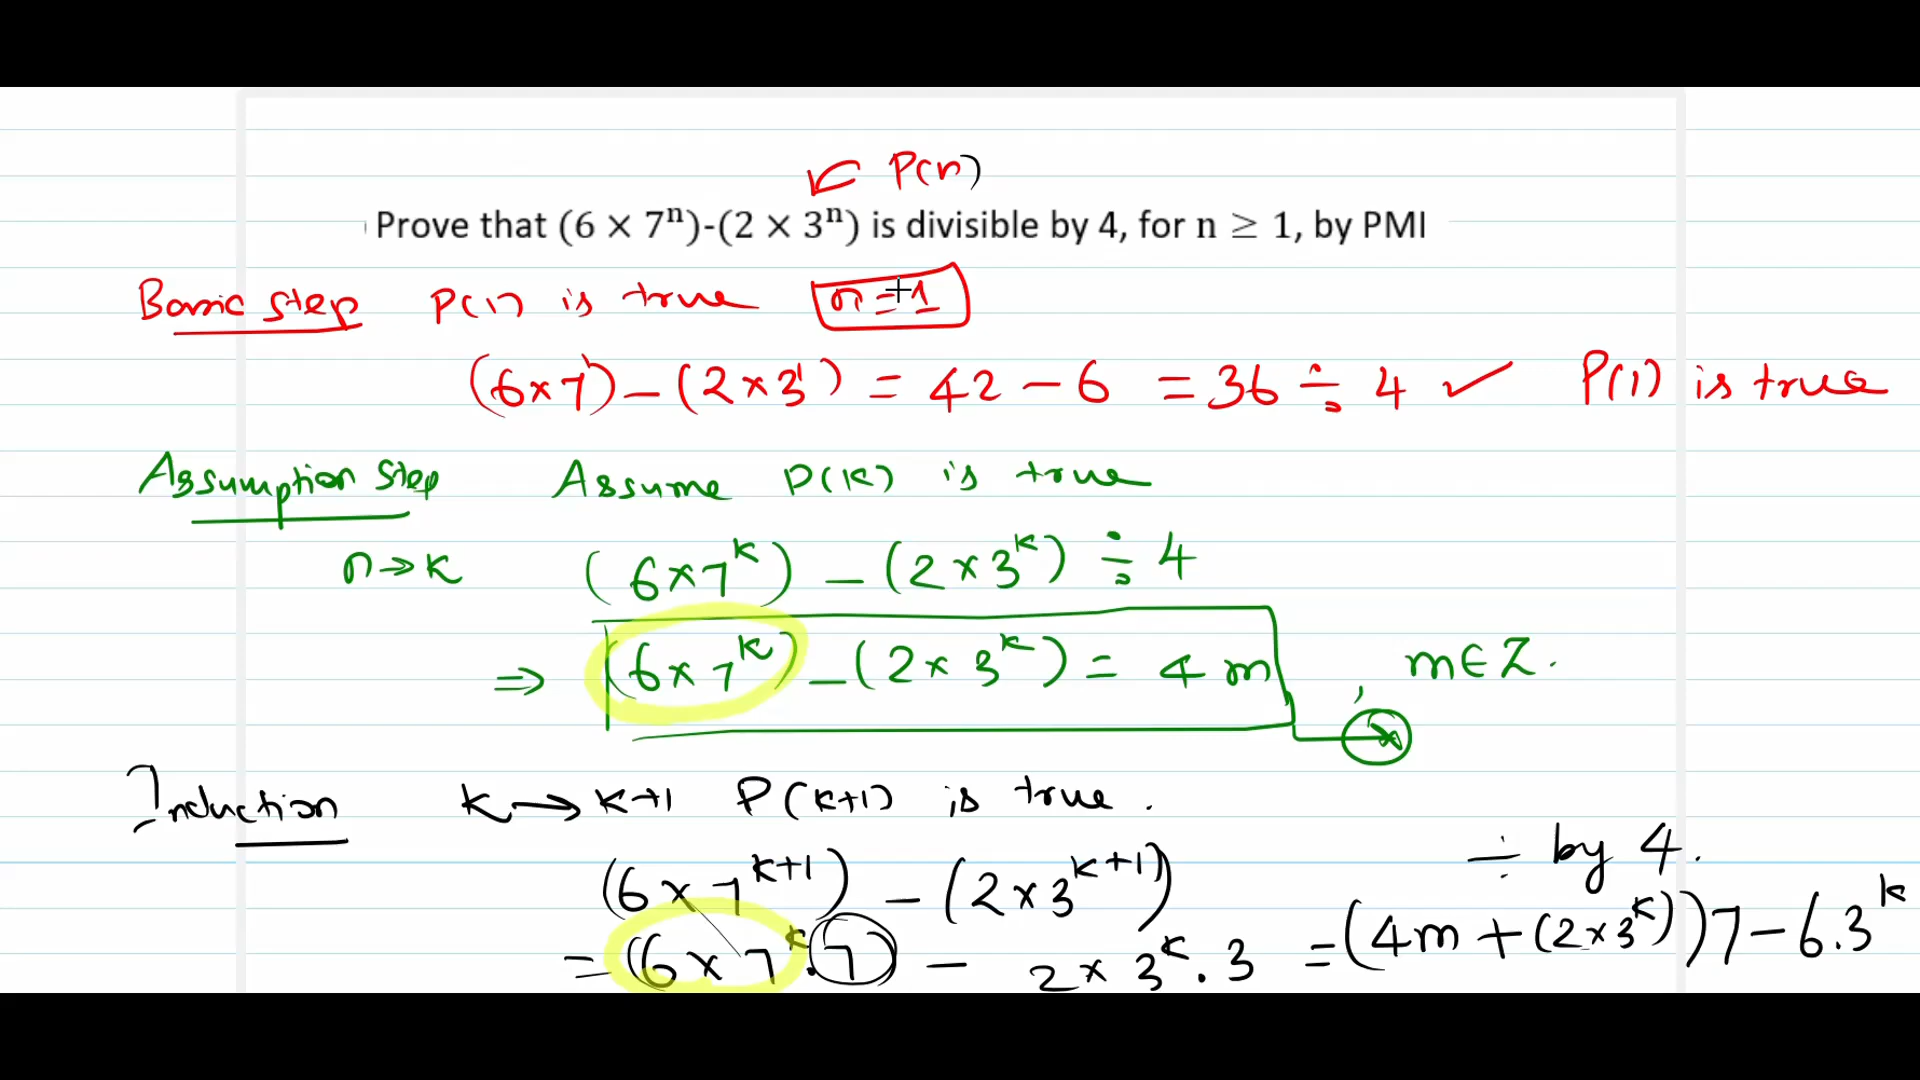 P(n)
Prove that (6 × 7ⁿ)-(2 × 3ⁿ) is divisible by 4, for n ≥ 1, by PMI
Basic step P(1) is true n = 1
(6×7¹) – (2×3¹) = 42 – 6 = 36 ÷ 4 ✓ P(1) is true
Assumption Step Assume P(K) is true
n → K (6×7ᴷ) – (2×3ᴷ) ÷ 4
⇒ (6×7ᴷ) – (2×3ᴷ) = 4m, m∈Z.
*
Induction K → K+1 P(K+1) is true.
(6×7ᴷ⁺¹) – (2×3ᴷ⁺¹) ÷ by 4.
= (6×7ᴷ·7) – 2×3ᴷ.3 = (4m + (2×3ᴷ))7 – 6.3ᴷ